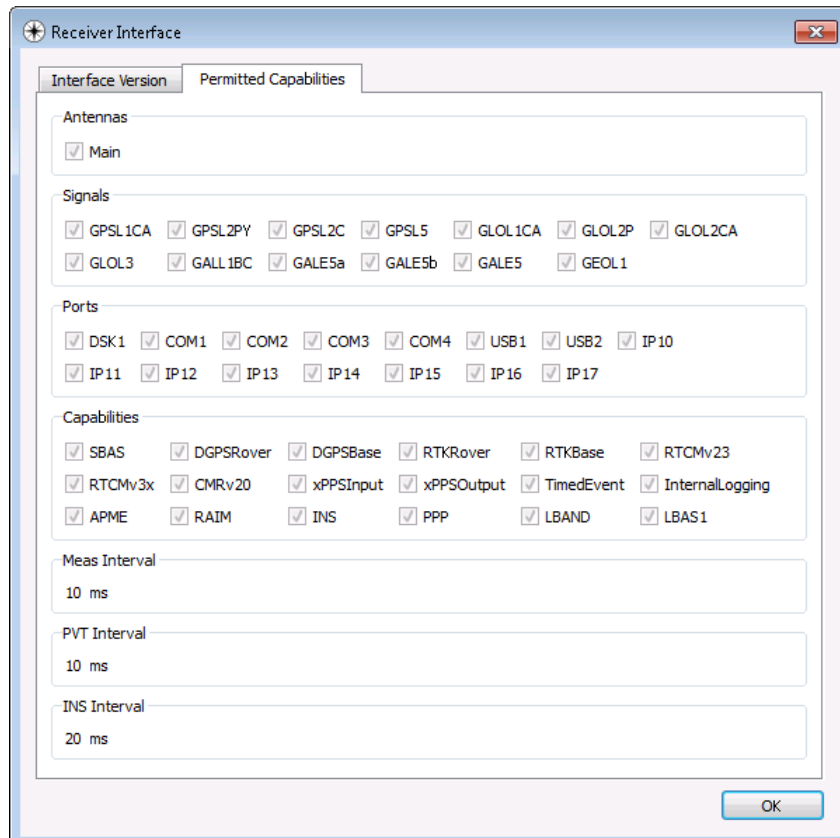 Receiver Interface
Interface Version Permitted Capabilities
Antennas
Main
Signals
GPSL1CA GPSL2PY GPSL2C GPSL5 GLOL1CA GLOL2P GLOL2CA
GLOL3 GALL1BC GALE5a GALE5b GALE5 GEOL1
Ports
DSK1 COM1 COM2 COM3 COM4 USB1 USB2 IP10
IP11 IP12 IP13 IP14 IP15 IP16 IP17
Capabilities
SBAS DGPSRover DGPSBase RTKRover RTKBase RTCMv23
RTCMv3x CMRv20 xPPSInput xPPSOutput TimedEvent InternalLogging
APME RAIM INS PPP LBAND LBAS1
Meas Interval
10 ms
PVT Interval
10 ms
INS Interval
20 ms
OK